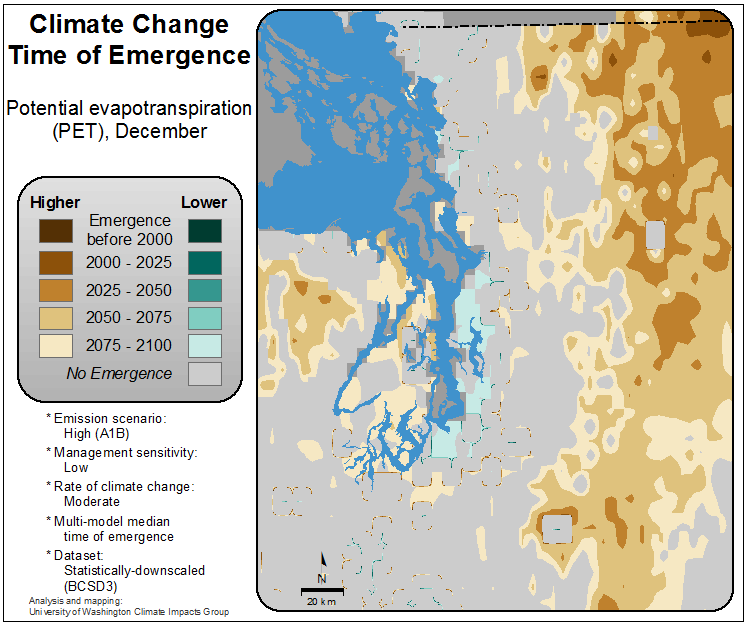 Climate Change
Time of Emergence
Potential evapotranspiration
(PET), December
Higher Lower
Emergence
before 2000
2000 - 2025
2025 - 2050
2050 - 2075
2075 - 2100
No Emergence
* Emission scenario:
High (A1B)
* Management sensitivity:
Low
* Rate of climate change:
Moderate
* Multi-model median
time of emergence
* Dataset:
Statistically-downscaled
(BCSD3)
Analysis and mapping:
University of Washington Climate Impacts Group
N
20 km